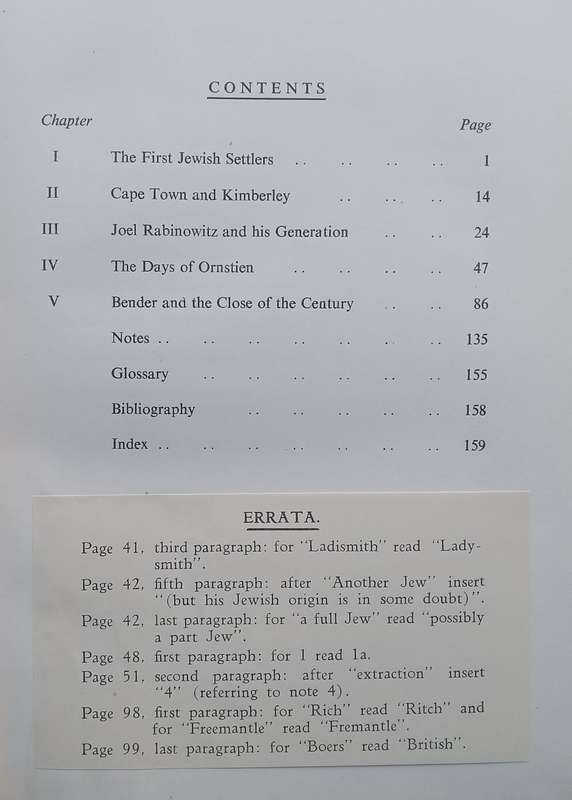 CONTENTS
Chapter Page
I The First Jewish Settlers .. .. .. .. 1
II Cape Town and Kimberley .. .. .. 14
III Joel Rabinowitz and his Generation .. .. 24
IV The Days of Ornstien .. .. .. .. 47
V Bender and the Close of the Century .. .. 86
Notes .. .. .. .. .. .. .. 135
Glossary .. .. .. .. .. .. 155
Bibliography .. .. .. .. .. 158
Index .. .. .. .. .. .. .. 159
ERRATA.
Page 41, third paragraph: for "Ladismith" read "Lady-
smith".
Page 42, fifth paragraph: after "Another Jew" insert
"(but his Jewish origin is in some doubt)".
Page 42, last paragraph: for "a full Jew" read "possibly
a part Jew".
Page 48, first paragraph: for 1 read 1a.
Page 51, second paragraph: after "extraction" insert
"4" (referring to note 4).
Page 98, first paragraph: for "Rich" read "Ritch" and
for "Freemantle" read "Fremantle".
Page 99, last paragraph: for "Boers" read "British".